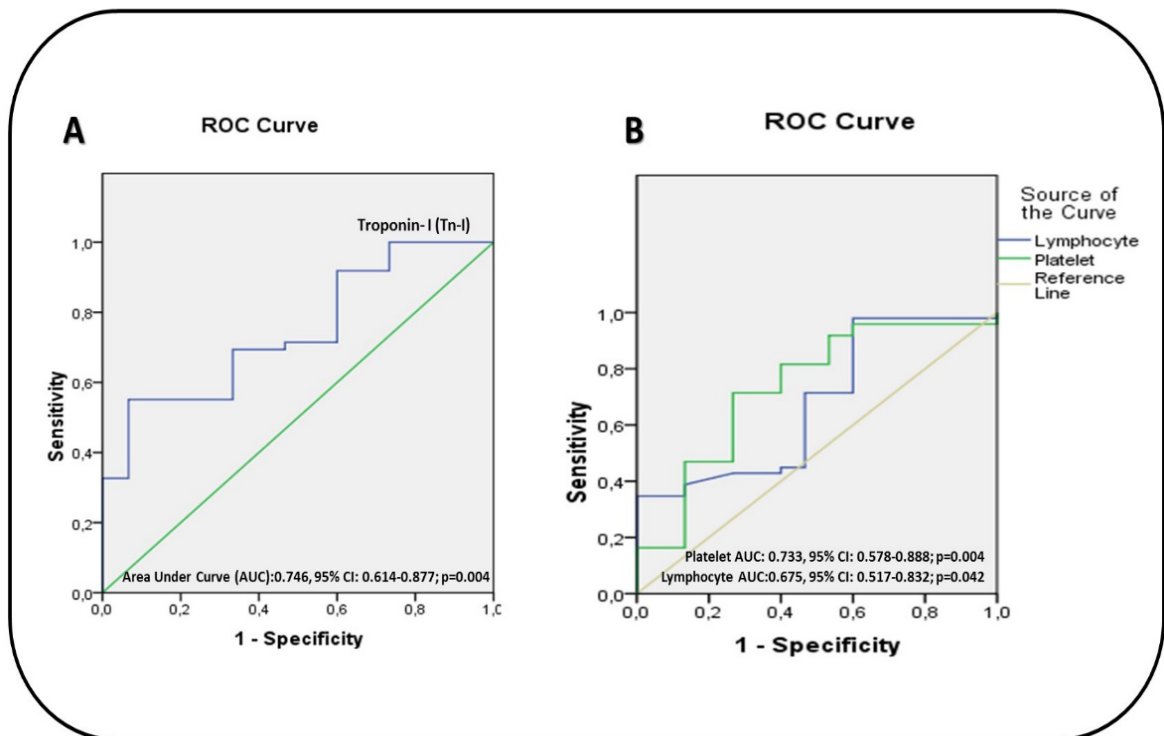 A
ROC Curve
Troponin- I (Tn-I)
1,0
0,8
0,6
0,4
0,2
0,0
Sensitivity
Area Under Curve (AUC):0.746, 95% CI: 0.614-0.877; p=0.004
0,0 0,2 0,4 0,6 0,8 1,0
1 - Specificity
B
ROC Curve
Source of
the Curve
Lymphocyte
Platelet
Reference
Line
1,0
0,8
0,6
0,4
0,2
0,0
Sensitivity
Platelet AUC: 0.733, 95% CI: 0.578-0.888; p=0.004
Lymphocyte AUC:0.675, 95% CI: 0.517-0.832; p=0.042
0,0 0,2 0,4 0,6 0,8 1,0
1 - Specificity